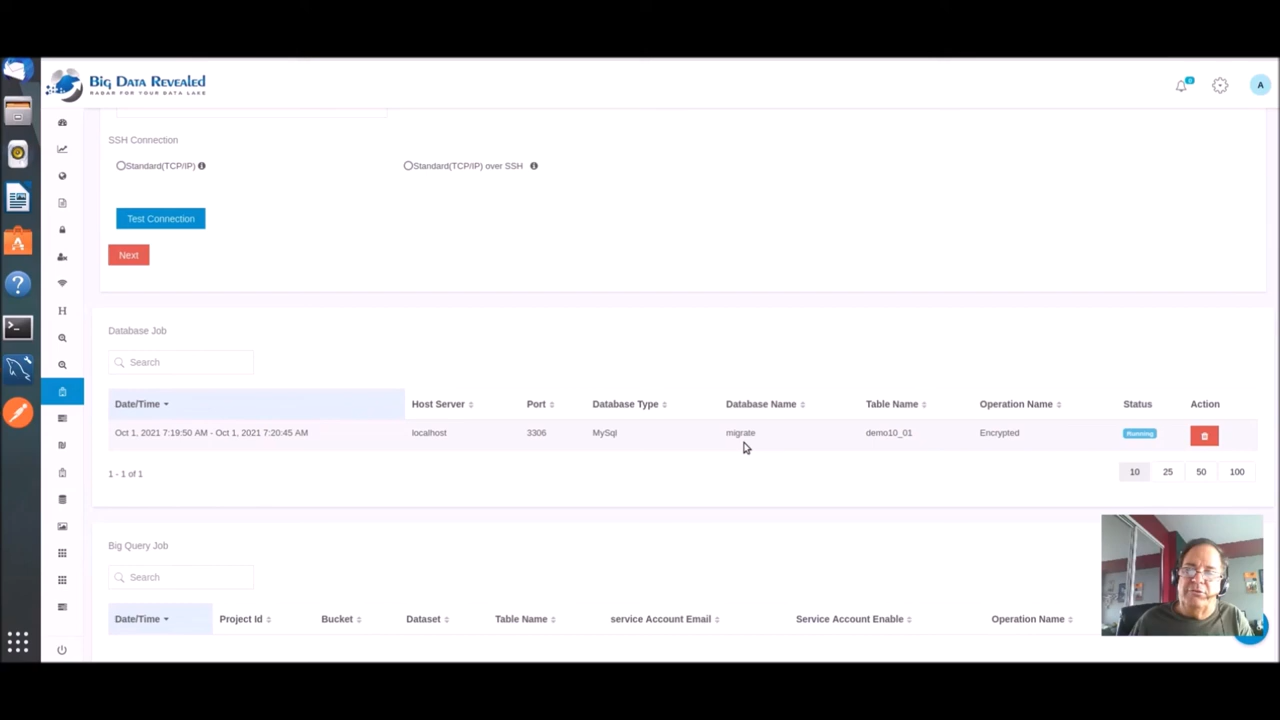 BIG DATA REVEALED
RADAR FOR YOUR DATA LAKE
0
A
SSH Connection
Standard(TCP/IP)
Standard(TCP/IP) over SSH
Test Connection
Next
H
Database Job
Search
Date/Time Host Server Port Database Type Database Name Table Name Operation Name Status Action
Oct 1, 2021 7:19:50 AM - Oct 1, 2021 7:20:45 AM localhost 3306 MySql migrate demo10_01 Encrypted Running
1 - 1 of 1 10 25 50 100
Big Query Job
Search
Date/Time Project Id Bucket Dataset Table Name service Account Email Service Account Enable Operation Name